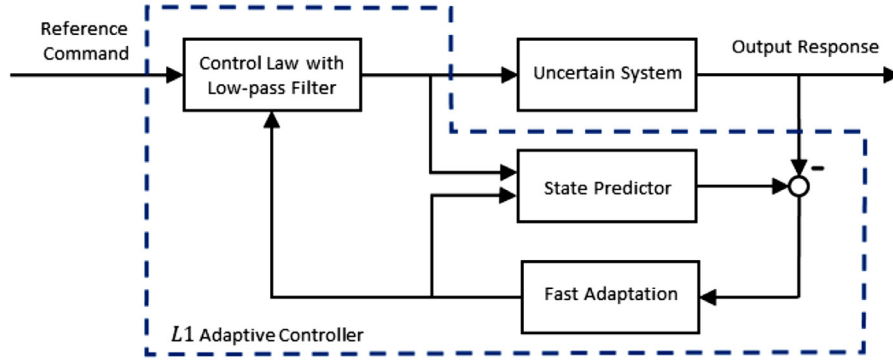 Reference
Command
Control Law with
Low-pass Filter
Uncertain System
Output Response
-
State Predictor
Fast Adaptation
L1 Adaptive Controller